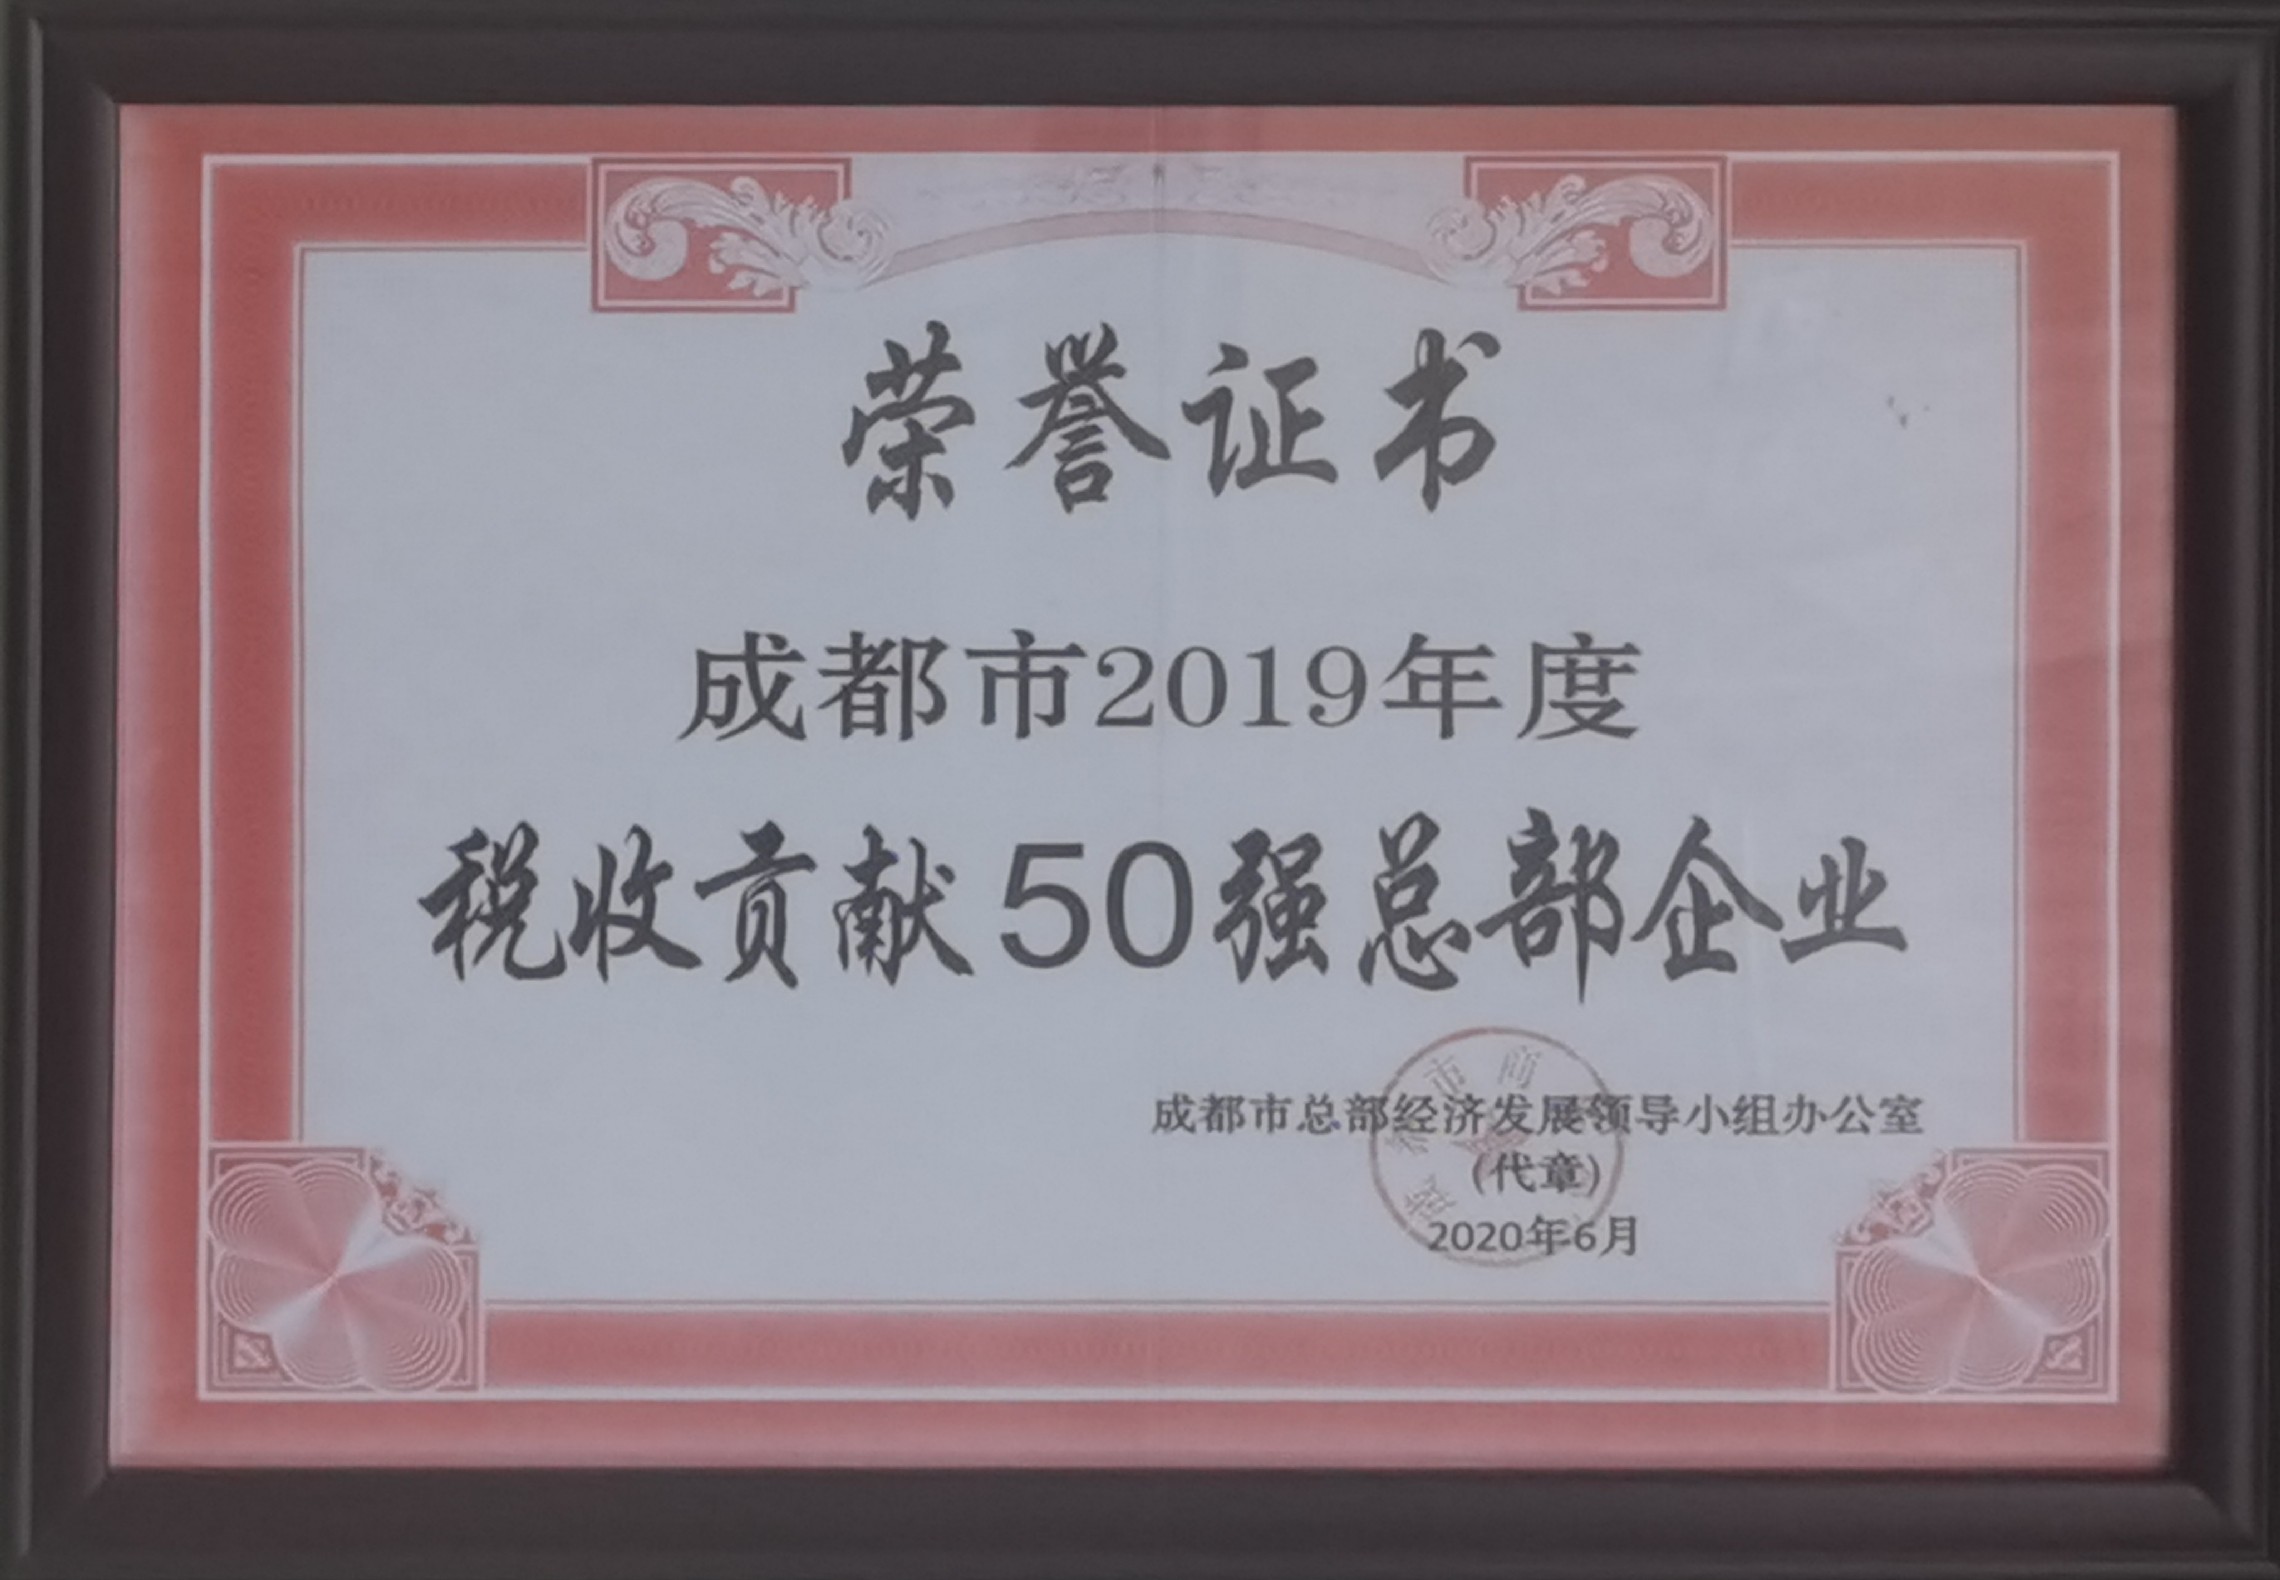 荣誉证书
成都市2019年度
税收贡献50强总部企业
成都市总部经济发展领导小组办公室
(代章)
2020年6月